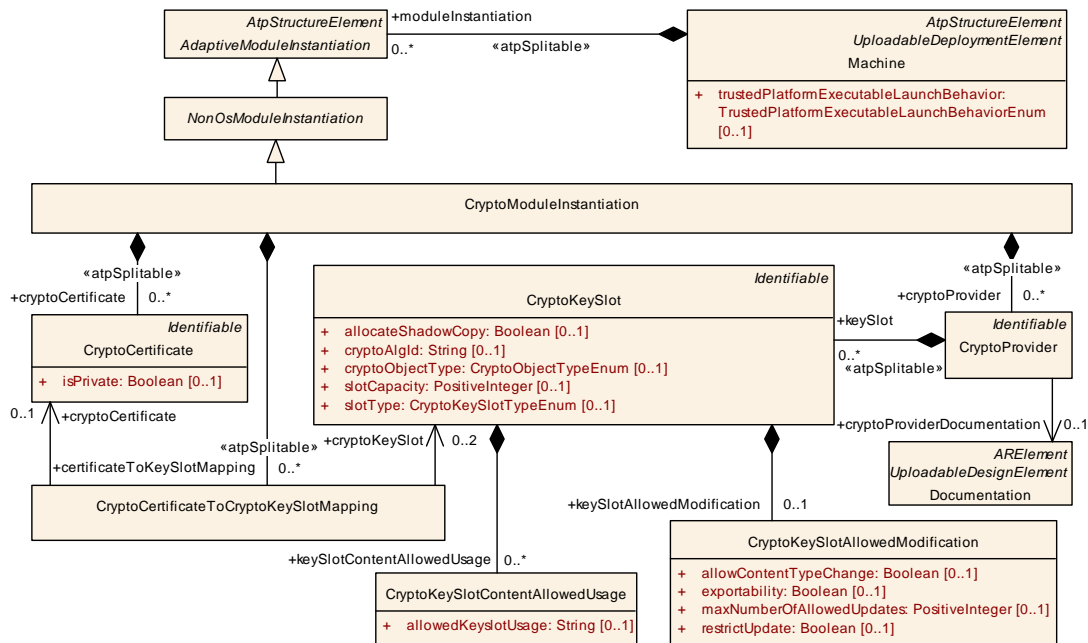 AtpStructureElement
AdaptiveModuleInstantiation
+moduleInstantiation
0..*
«atpSplitable»
AtpStructureElement
UploadableDeploymentElement
Machine
+ trustedPlatformExecutableLaunchBehavior:
TrustedPlatformExecutableLaunchBehaviorEnum
[0..1]
NonOsModuleInstantiation
CryptoModuleInstantiation
«atpSplitable»
+cryptoCertificate
0..*
Identifiable
CryptoCertificate
+ isPrivate: Boolean [0..1]
0..1
+cryptoCertificate
Identifiable
CryptoKeySlot
+ allocateShadowCopy: Boolean [0..1]
+ cryptoAlgId: String [0..1]
+ cryptoObjectType: CryptoObjectTypeEnum [0..1]
+ slotCapacity: PositiveInteger [0..1]
+ slotType: CryptoKeySlotTypeEnum [0..1]
«atpSplitable»
+cryptoProvider
0..*
+keySlot
0..*
«atpSplitable»
Identifiable
CryptoProvider
+cryptoProviderDocumentation
0..1
ARElement
UploadableDesignElement
Documentation
«atpSplitable»
+certificateToKeySlotMapping
0..*
+cryptoKeySlot
0..2
CryptoCertificateToCryptoKeySlotMapping
+keySlotAllowedModification
0..1
+keySlotContentAllowedUsage
0..*
CryptoKeySlotContentAllowedUsage
+ allowedKeyslotUsage: String [0..1]
CryptoKeySlotAllowedModification
+ allowContentTypeChange: Boolean [0..1]
+ exportability: Boolean [0..1]
+ maxNumberOfAllowedUpdates: PositiveInteger [0..1]
+ restrictUpdate: Boolean [0..1]